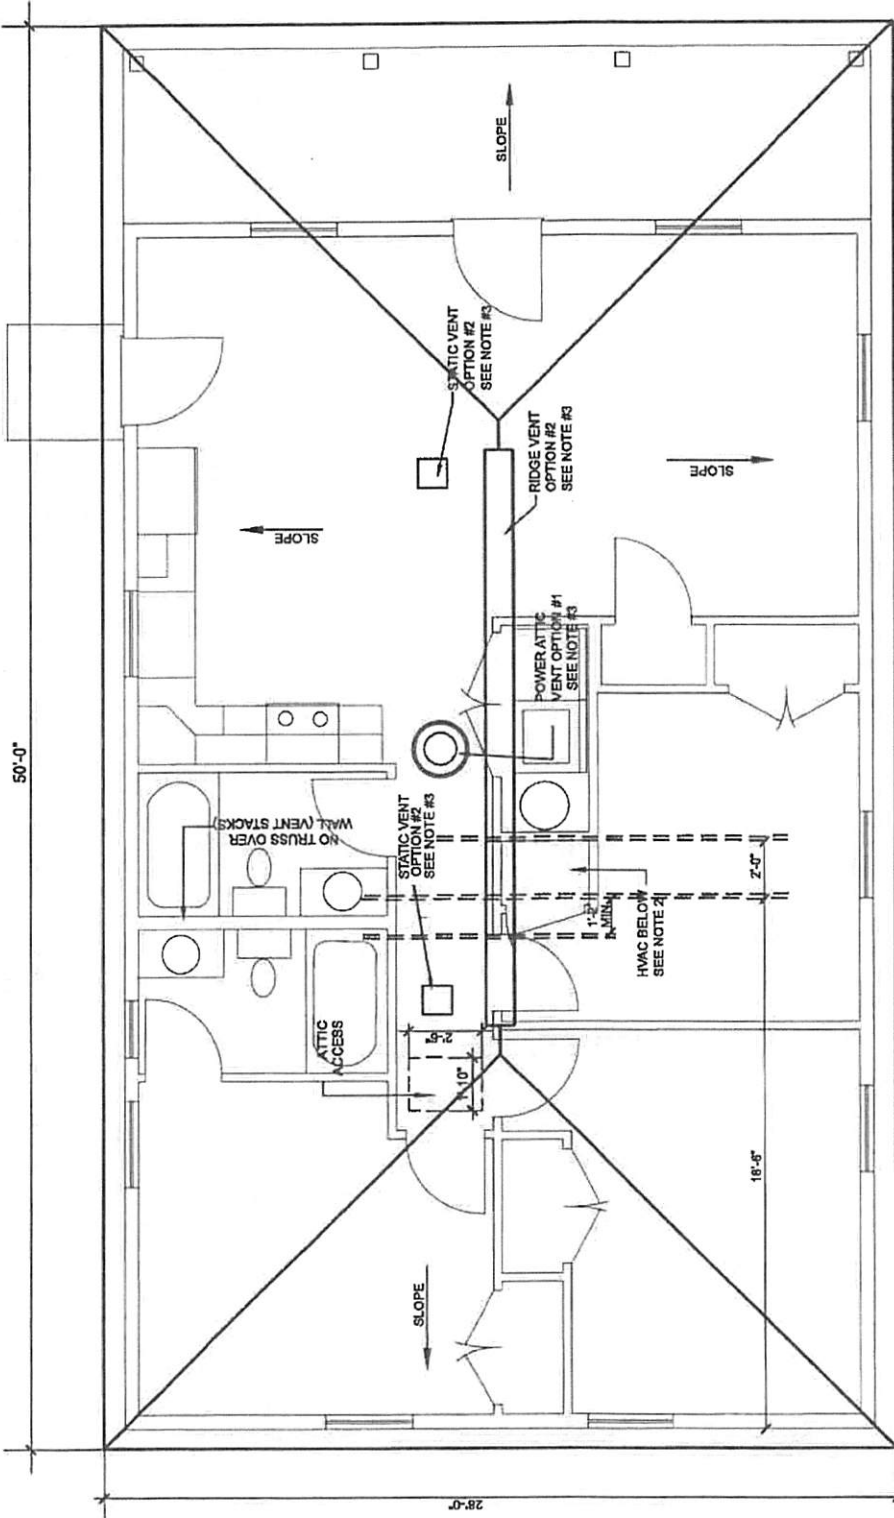 50'-0"
28'-0"
SLOPE
STATIC VENT
OPTION #2
SEE NOTE #3
RIDGE VENT
OPTION #2
SEE NOTE #3
SLOPE
SLOPE
POWER ATTIC
VENT OPTION #1
SEE NOTE #3
NO TRUSS OVER
WALL (VENT STACKS)
STATIC VENT
OPTION #2
SEE NOTE #3
2'-0"
MIN.
HVAC BELOW
SEE NOTE 2
ATTIC
ACCESS
2'-6"
10"
18'-6"
SLOPE